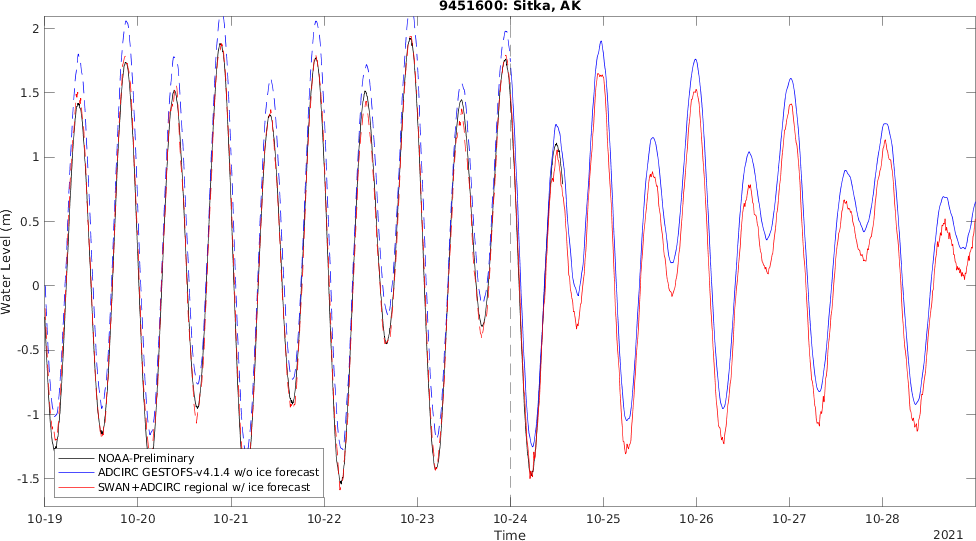 9451600: Sitka, AK
2
1.5
1
0.5
0
-0.5
-1
-1.5
Water Level (m)
NOAA-Preliminary
ADCIRC GESTOFS-v4.1.4 w/o ice forecast
SWAN+ADCIRC regional w/ ice forecast
10-19 10-20 10-21 10-22 10-23 10-24 10-25 10-26 10-27 10-28
Time
2021